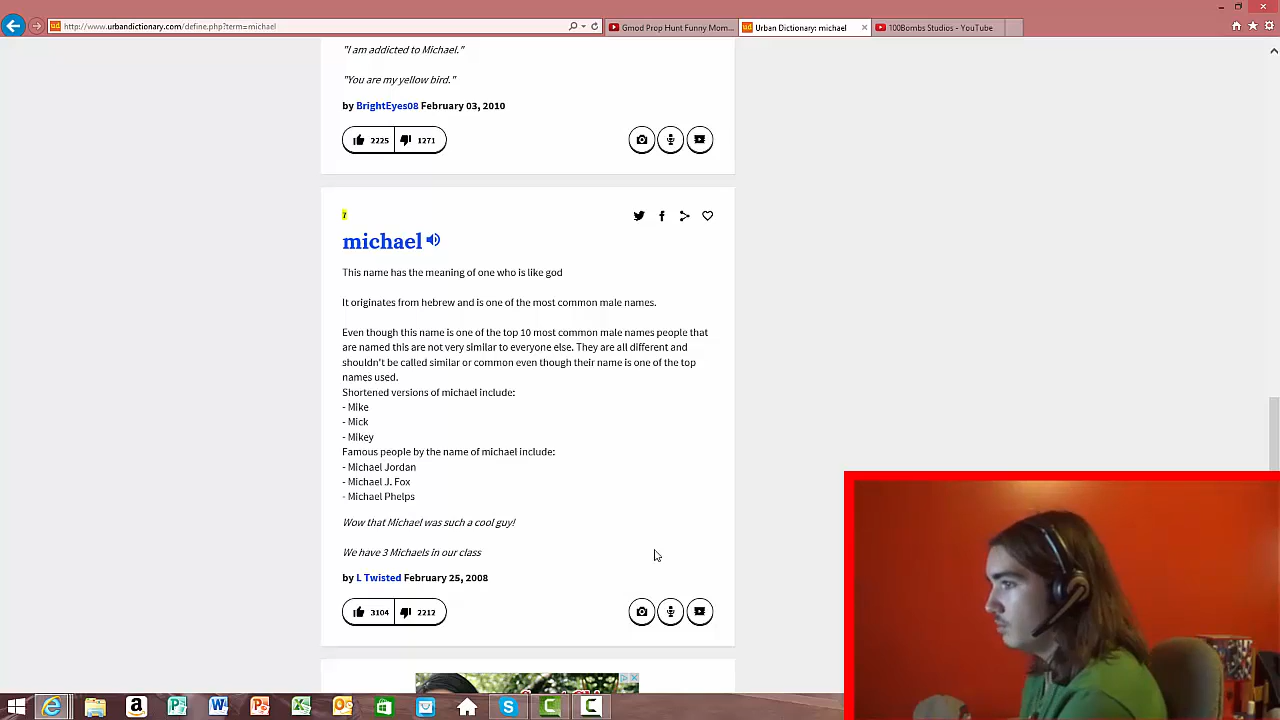 http://www.urbandictionary.com/define.php?term=michael
Gmod Prop Hunt Funny Mom...
Urban Dictionary: michael
100Bombs Studios - YouTube
"I am addicted to Michael."
"You are my yellow bird."
by BrightEyes08 February 03, 2010
2225 1271
7
michael
This name has the meaning of one who is like god
It originates from hebrew and is one of the most common male names.
Even though this name is one of the top 10 most common male names people that
are named this are not very similar to everyone else. They are all different and
shouldn't be called similar or common even though their name is one of the top
names used.
Shortened versions of michael include:
- Mike
- Mick
- Mikey
Famous people by the name of michael include:
- Michael Jordan
- Michael J. Fox
- Michael Phelps
Wow that Michael was such a cool guy!
We have 3 Michaels in our class
by L Twisted February 25, 2008
3104 2212